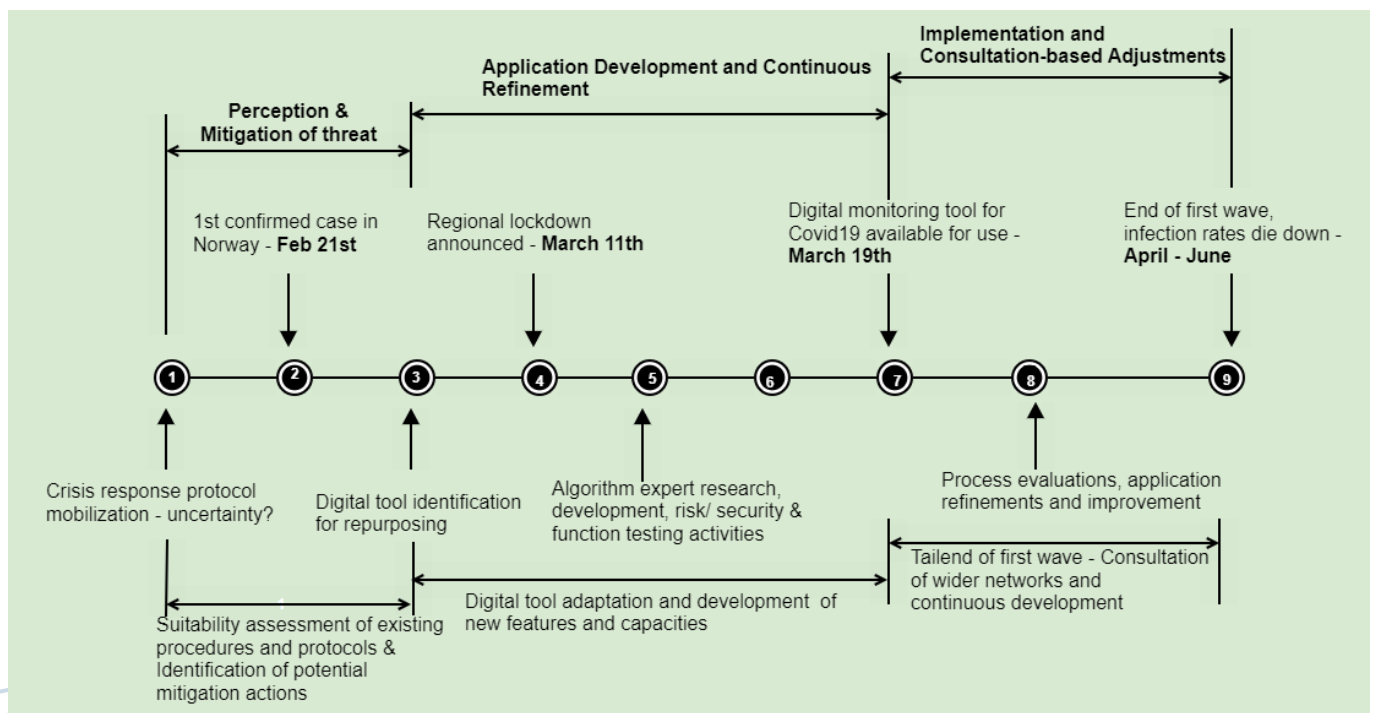 Implementation and
Consultation-based Adjustments
Application Development and Continuous
Refinement
Perception &
Mitigation of threat
1st confirmed case in
Norway - Feb 21st
Regional lockdown
announced - March 11th
Digital monitoring tool for
Covid19 available for use -
March 19th
End of first wave,
infection rates die down -
April - June
1
2
3
4
5
6
7
8
9
Crisis response protocol
mobilization - uncertainty?
Digital tool identification
for repurposing
Algorithm expert research,
development, risk/ security &
function testing activities
Process evaluations, application
refinements and improvement
Tailend of first wave - Consultation
of wider networks and
continuous development
Digital tool adaptation and development of
new features and capacities
Suitability assessment of existing
procedures and protocols &
Identification of potential
mitigation actions